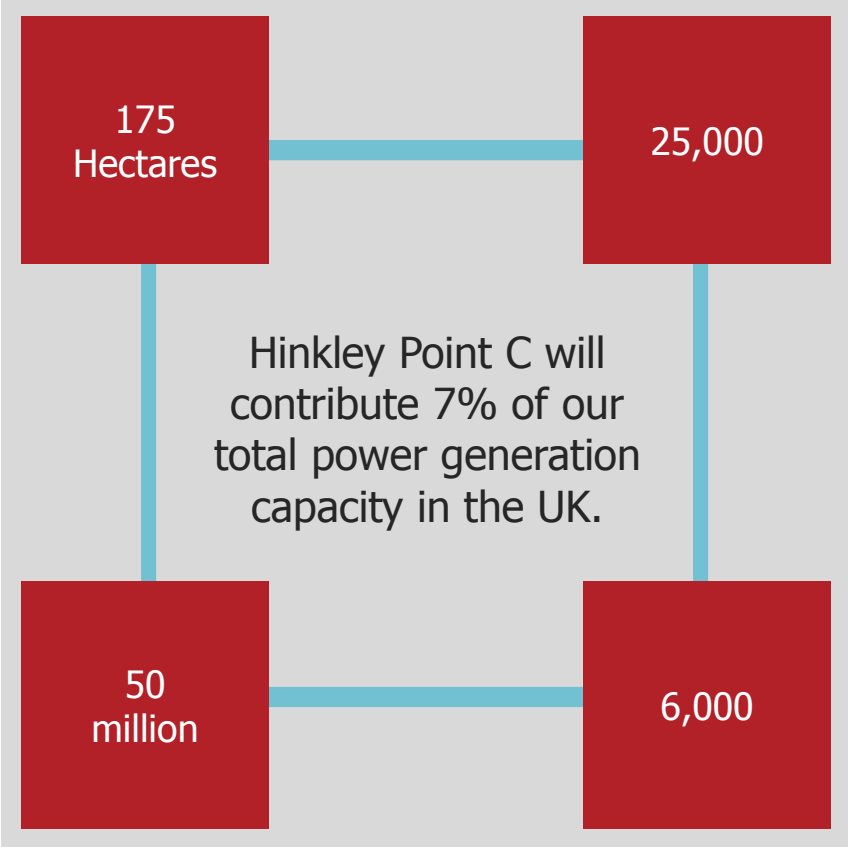 175
Hectares
25,000
Hinkley Point C will
contribute 7% of our
total power generation
capacity in the UK.
50
million
6,000